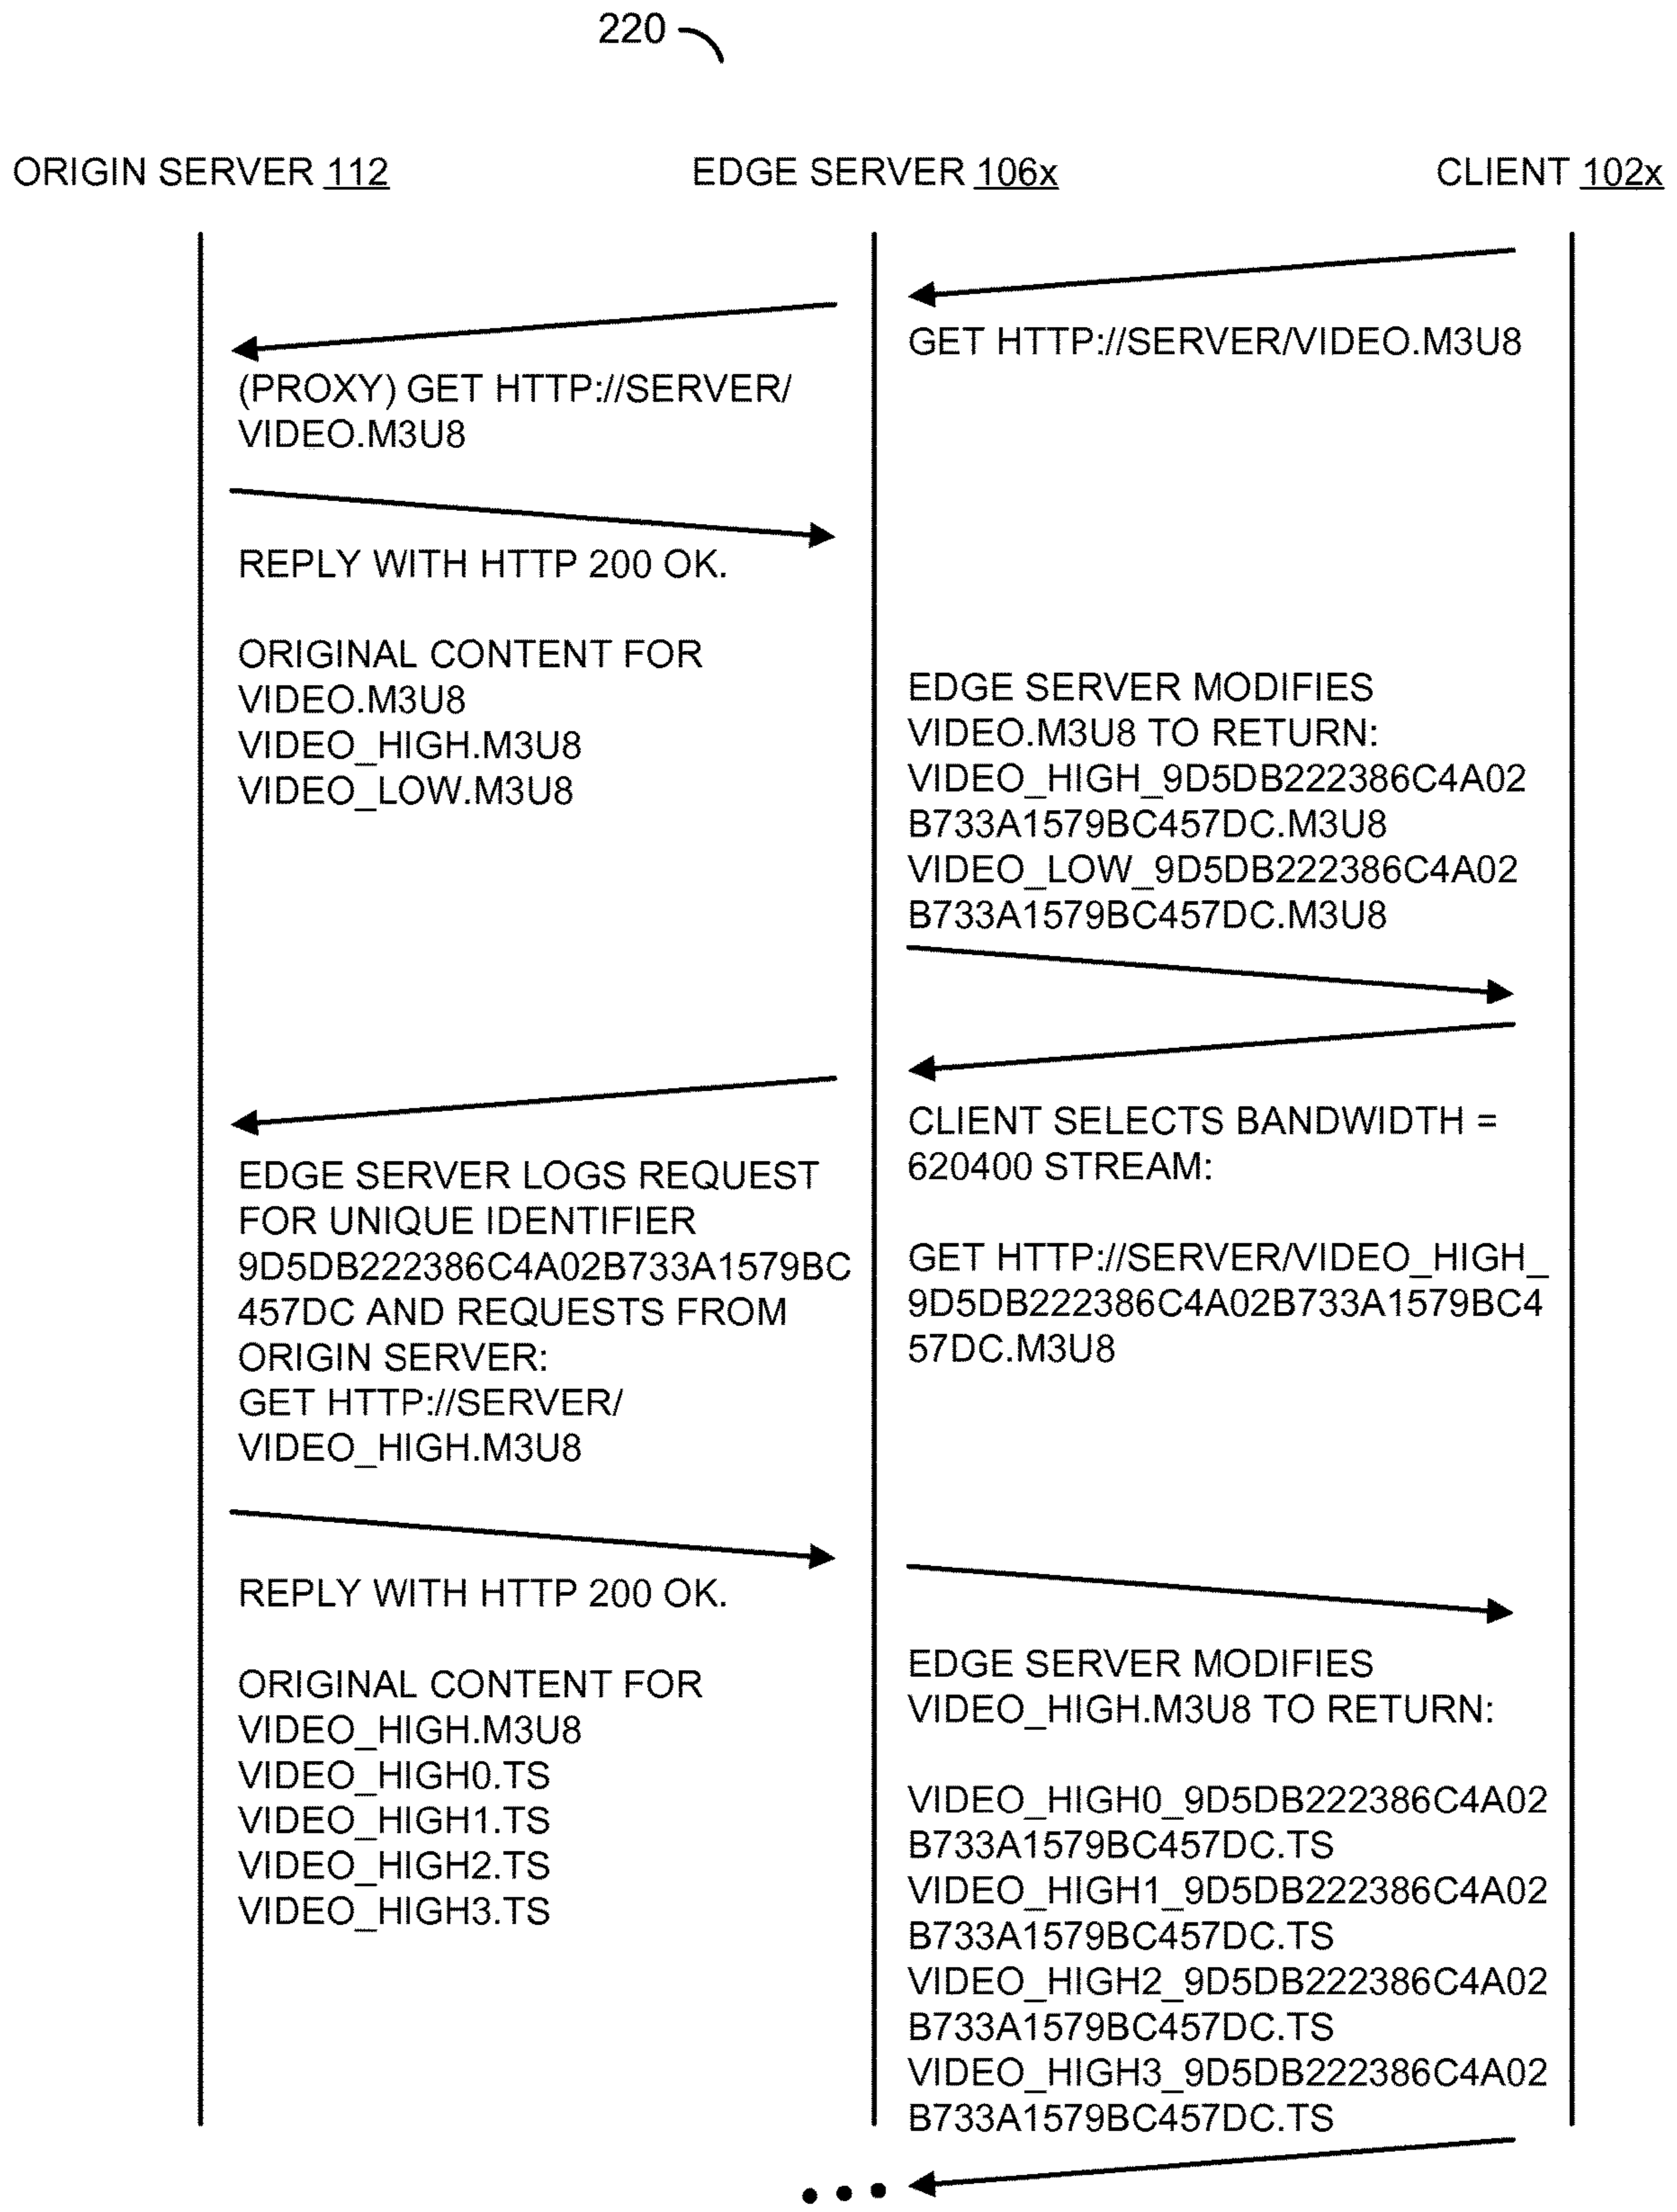 220
ORIGIN SERVER 112
EDGE SERVER 106x
CLIENT 102x
GET HTTP://SERVER/VIDEO.M3U8
(PROXY) GET HTTP://SERVER/
VIDEO.M3U8
REPLY WITH HTTP 200 OK.
ORIGINAL CONTENT FOR
VIDEO.M3U8
VIDEO_HIGH.M3U8
VIDEO_LOW.M3U8
EDGE SERVER MODIFIES
VIDEO.M3U8 TO RETURN:
VIDEO_HIGH_9D5DB222386C4A02
B733A1579BC457DC.M3U8
VIDEO_LOW_9D5DB222386C4A02
B733A1579BC457DC.M3U8
CLIENT SELECTS BANDWIDTH =
620400 STREAM:
GET HTTP://SERVER/VIDEO_HIGH_
9D5DB222386C4A02B733A1579BC4
57DC.M3U8
EDGE SERVER LOGS REQUEST
FOR UNIQUE IDENTIFIER
9D5DB222386C4A02B733A1579BC
457DC AND REQUESTS FROM
ORIGIN SERVER:
GET HTTP://SERVER/
VIDEO_HIGH.M3U8
REPLY WITH HTTP 200 OK.
ORIGINAL CONTENT FOR
VIDEO_HIGH.M3U8
VIDEO_HIGH0.TS
VIDEO_HIGH1.TS
VIDEO_HIGH2.TS
VIDEO_HIGH3.TS
EDGE SERVER MODIFIES
VIDEO_HIGH.M3U8 TO RETURN:
VIDEO_HIGH0_9D5DB222386C4A02
B733A1579BC457DC.TS
VIDEO_HIGH1_9D5DB222386C4A02
B733A1579BC457DC.TS
VIDEO_HIGH2_9D5DB222386C4A02
B733A1579BC457DC.TS
VIDEO_HIGH3_9D5DB222386C4A02
B733A1579BC457DC.TS